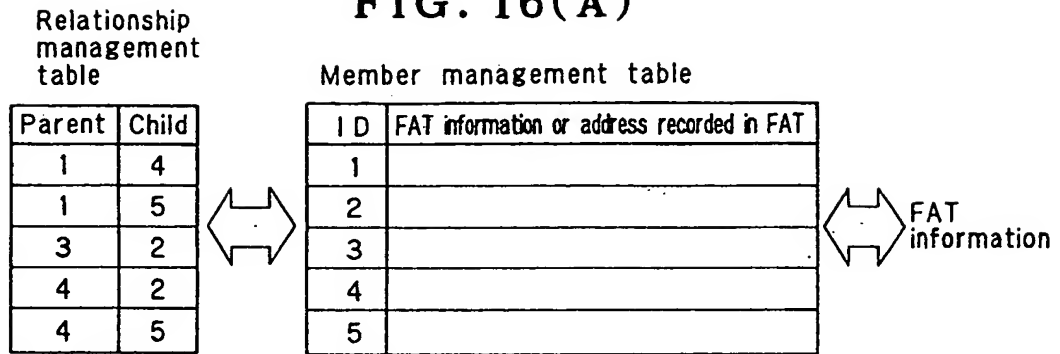 FIG. 16(A)
Relationship
management
table
Parent Child
1 4
1 5
3 2
4 2
4 5
Member management table
ID FAT information or address recorded in FAT
1
2
3
4
5
FAT
information